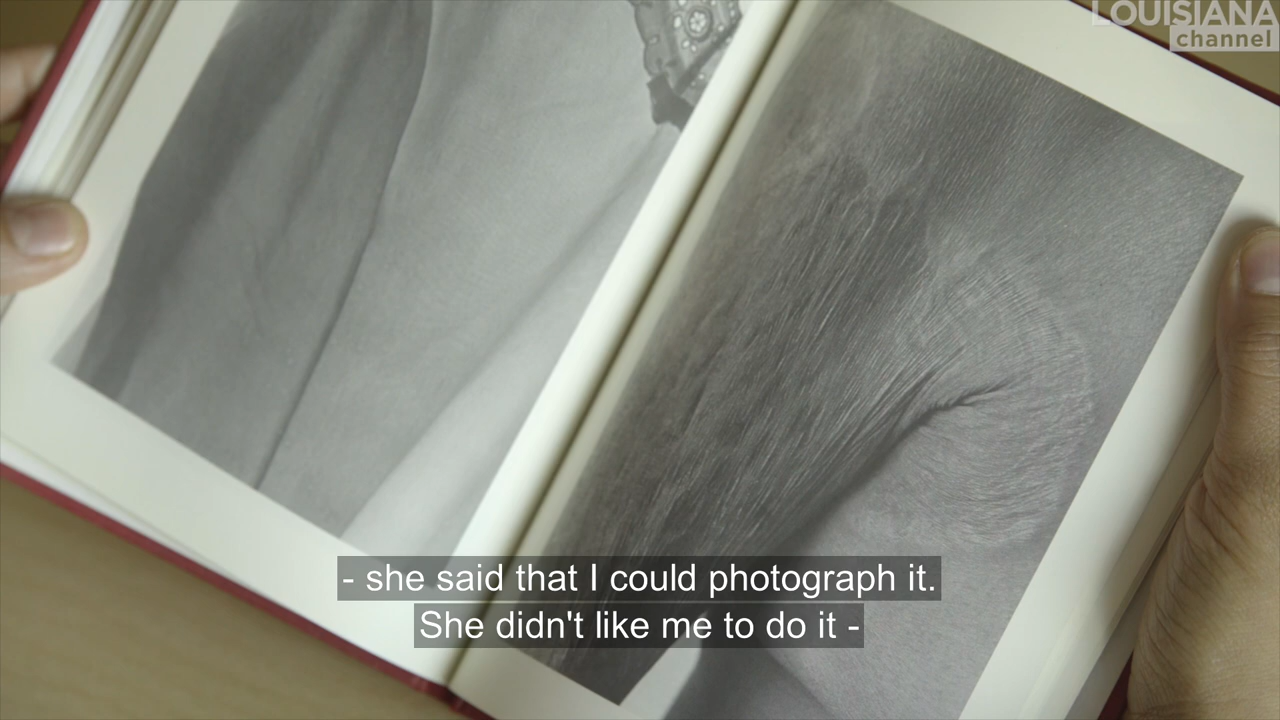 LOUISIANA
channel
- she said that I could photograph it.
She didn't like me to do it -